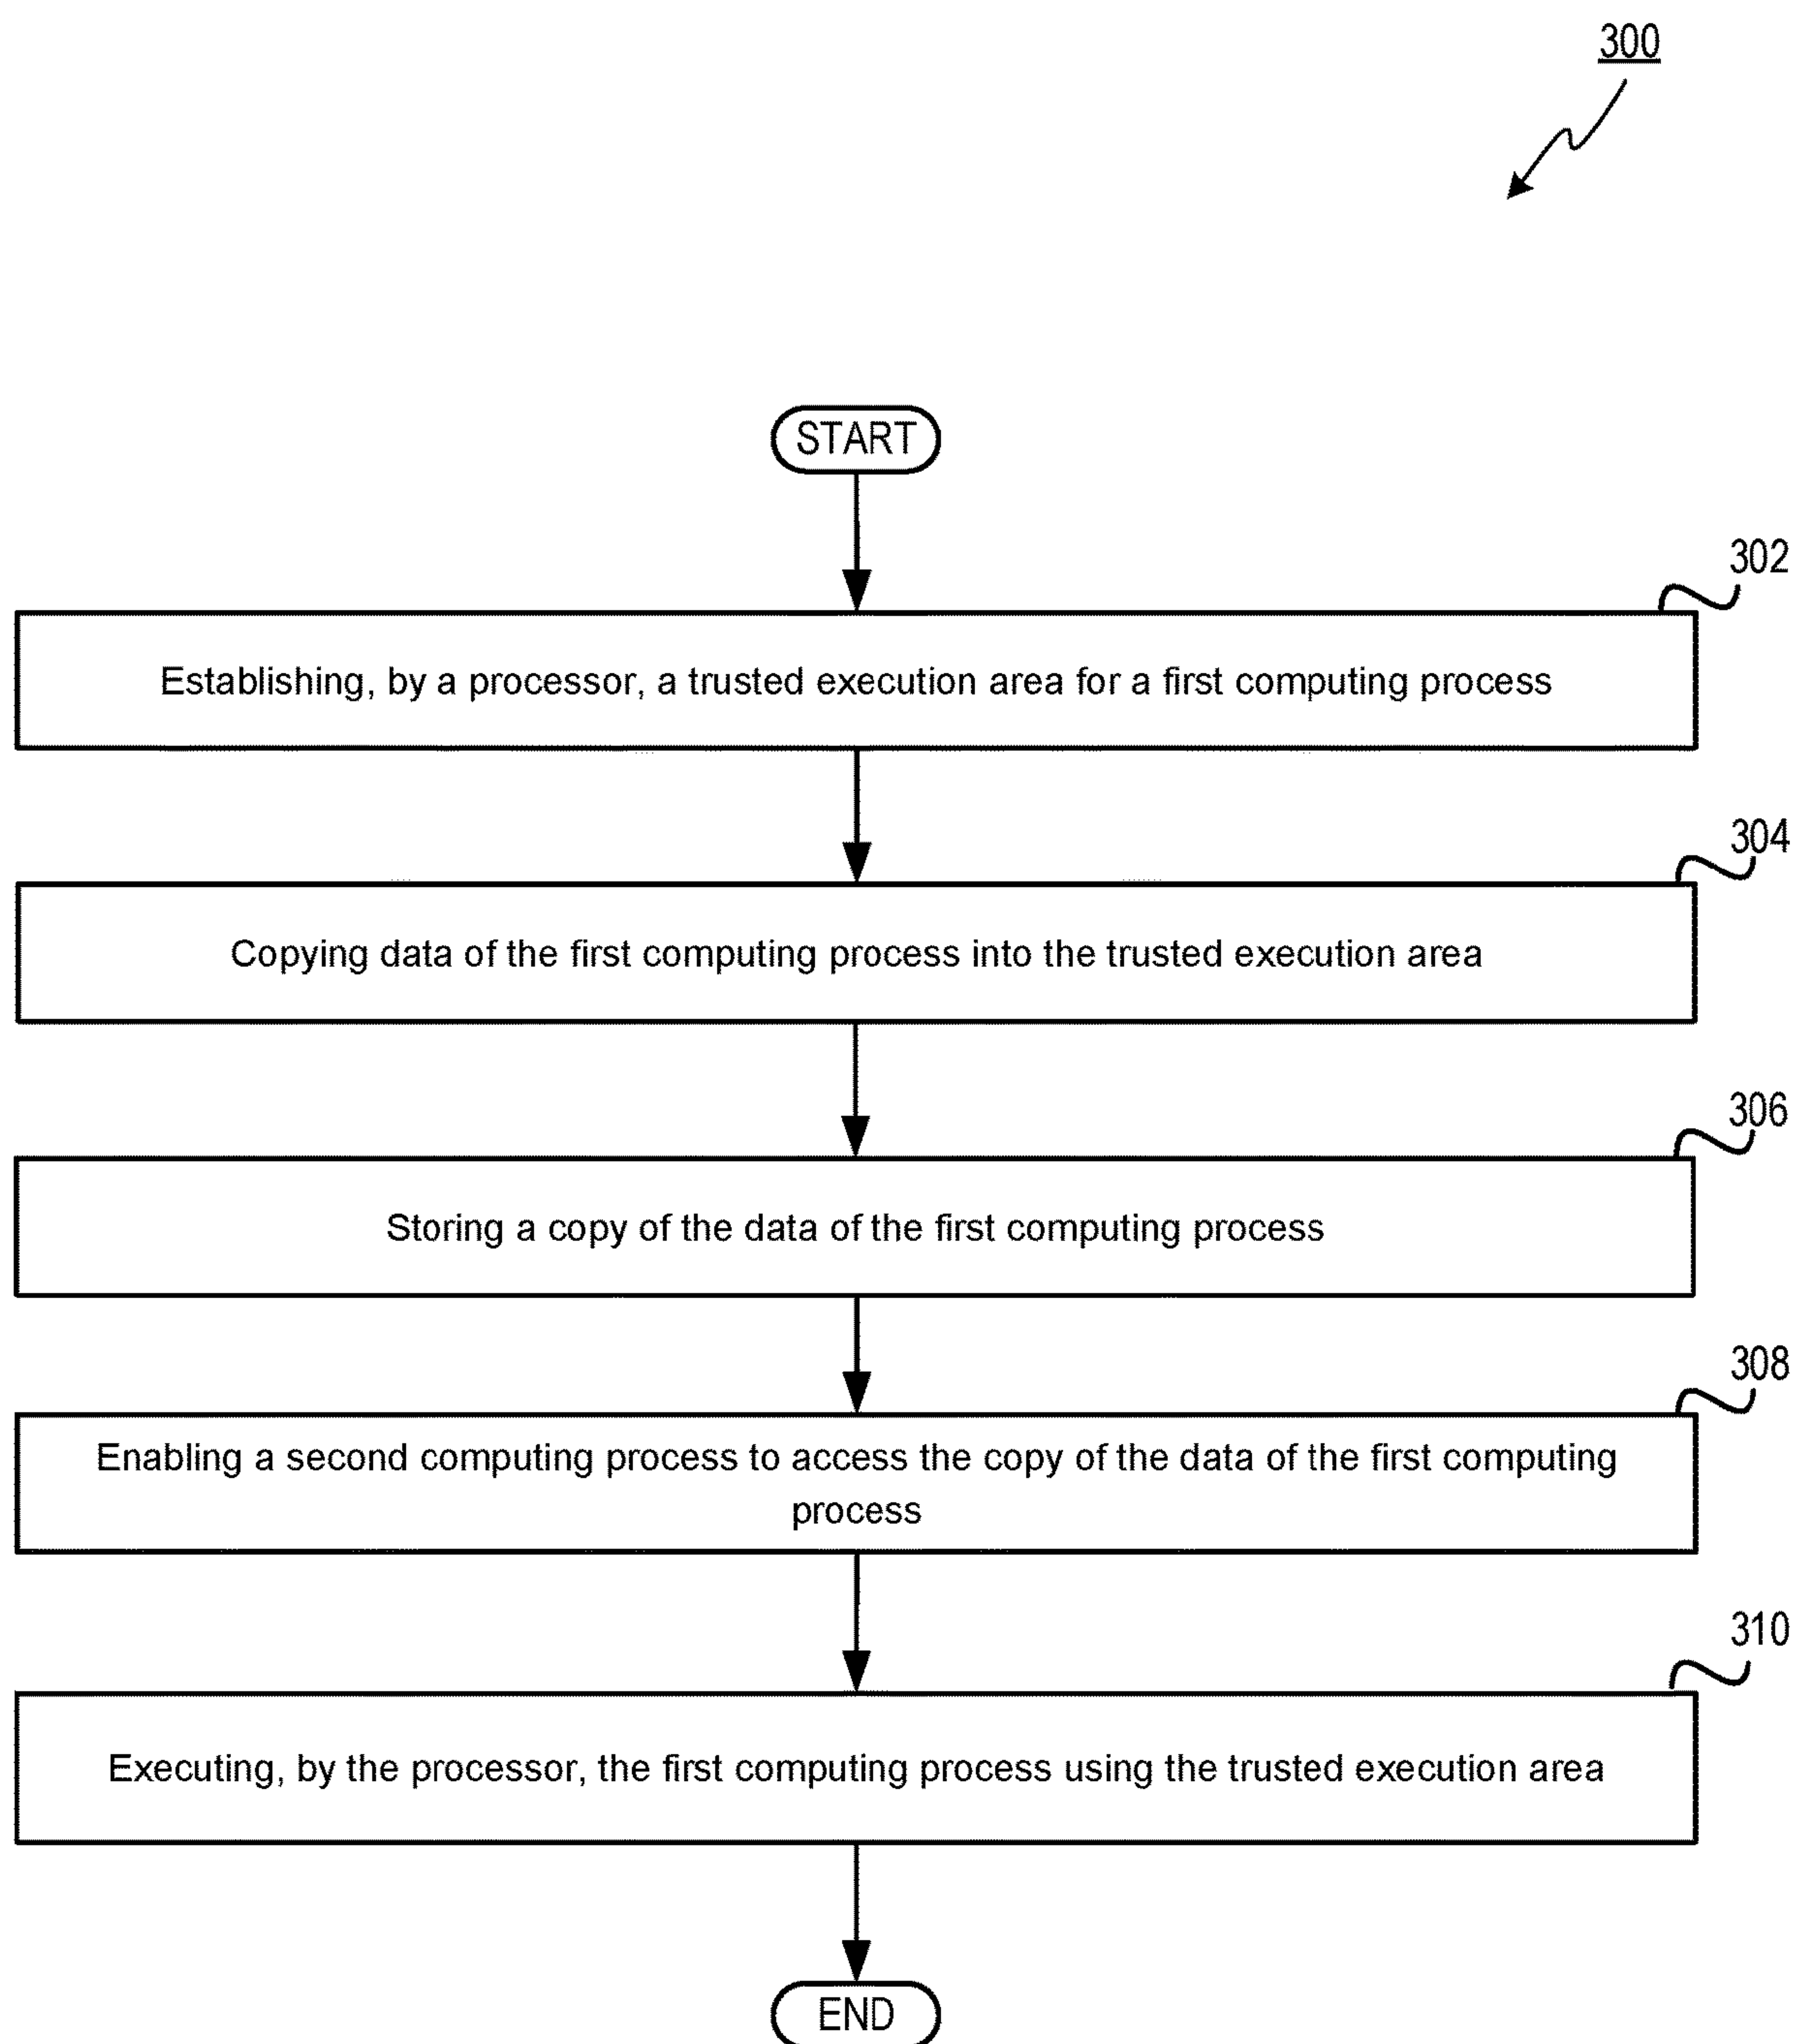 300
START
302
Establishing, by a processor, a trusted execution area for a first computing process
304
Copying data of the first computing process into the trusted execution area
306
Storing a copy of the data of the first computing process
308
Enabling a second computing process to access the copy of the data of the first computing
process
310
Executing, by the processor, the first computing process using the trusted execution area
END